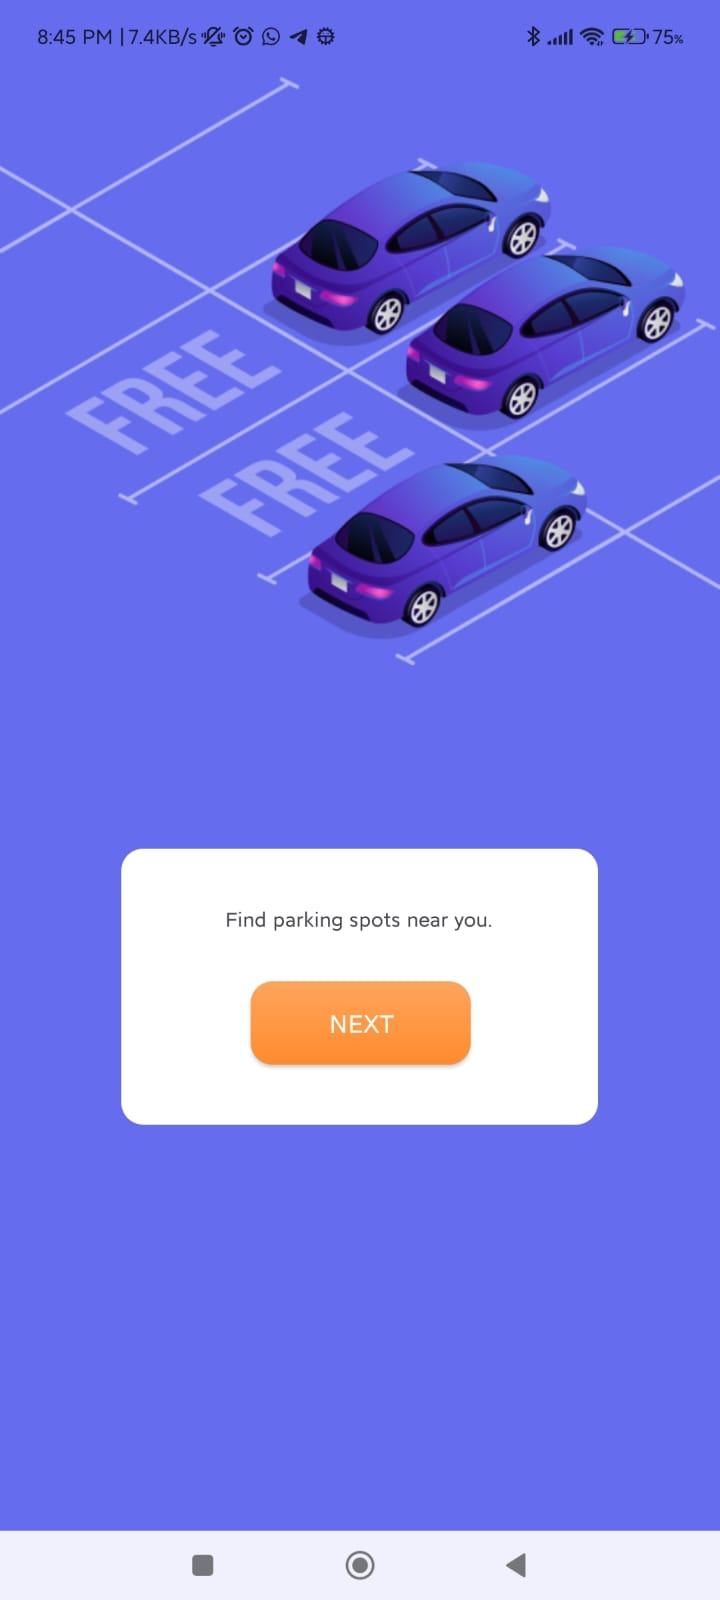 8:45 PM | 7.4KB/s
75%
FREE
FREE
Find parking spots near you.
NEXT